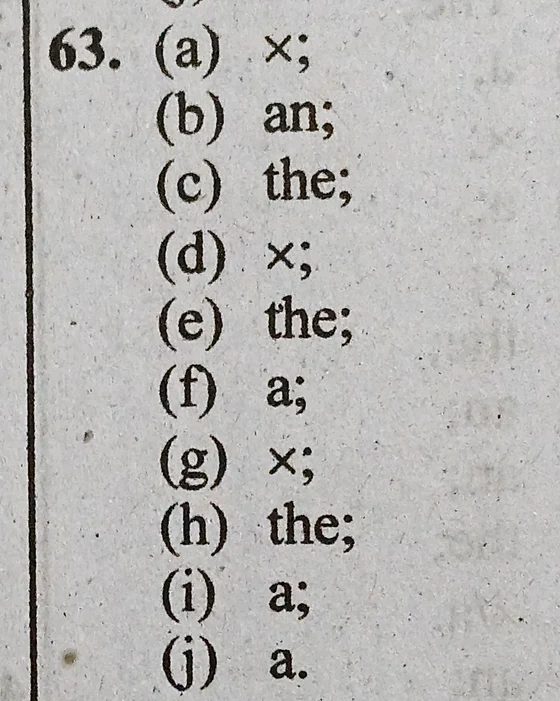 63. (a) ×;
(b) an;
(c) the;
(d) ×;
(e) the;
(f) a;
(g) ×;
(h) the;
(i) a;
(j) a.